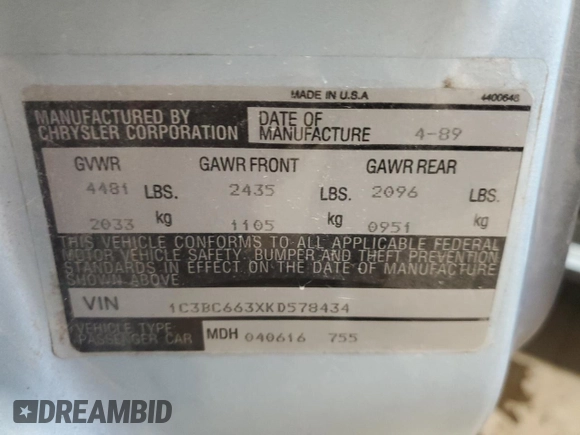 MADE IN U.S.A 4400646
MANUFACTURED BY CHRYSLER CORPORATION
DATE OF MANUFACTURE 4-89
GVWR GAWR FRONT GAWR REAR
4481 LBS. 2435 LBS. 2096 LBS.
2033 kg 1105 kg 0951 kg
THIS VEHICLE CONFORMS TO ALL APPLICABLE FEDERAL
MOTOR VEHICLE SAFETY, BUMPER AND THEFT PREVENTION
STANDARDS IN EFFECT ON THE DATE OF MANUFACTURE
SHOWN ABOVE
VIN 1C3BC663XKD578434
VEHICLE TYPE PASSENGER CAR
MDH 040616 755
DREAMBID